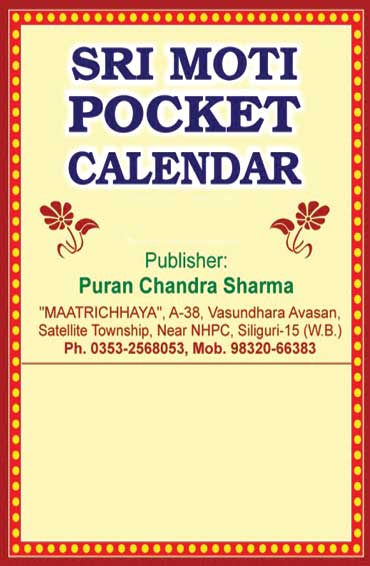 SRI MOTI
POCKET
CALENDAR
Publisher:
Puran Chandra Sharma
"MAATRICHHAYA", A-38, Vasundhara Avasan,
Satellite Township, Near NHPC, Siliguri-15 (W.B.)
Ph. 0353-2568053, Mob. 98320-66383